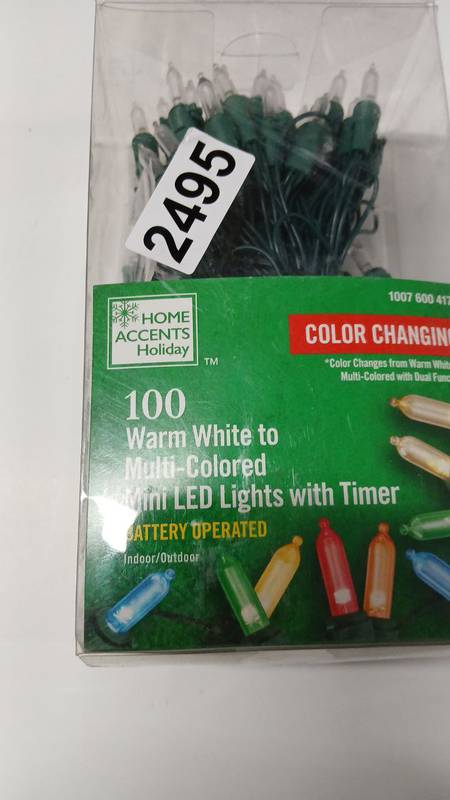 2495
HOME
ACCENTS
Holiday
TM
1007 600 417
COLOR CHANGING
*Color Changes from Warm White
Multi-Colored with Dual Func
100
Warm White to
Multi-Colored
Mini LED Lights with Timer
BATTERY OPERATED
Indoor/Outdoor